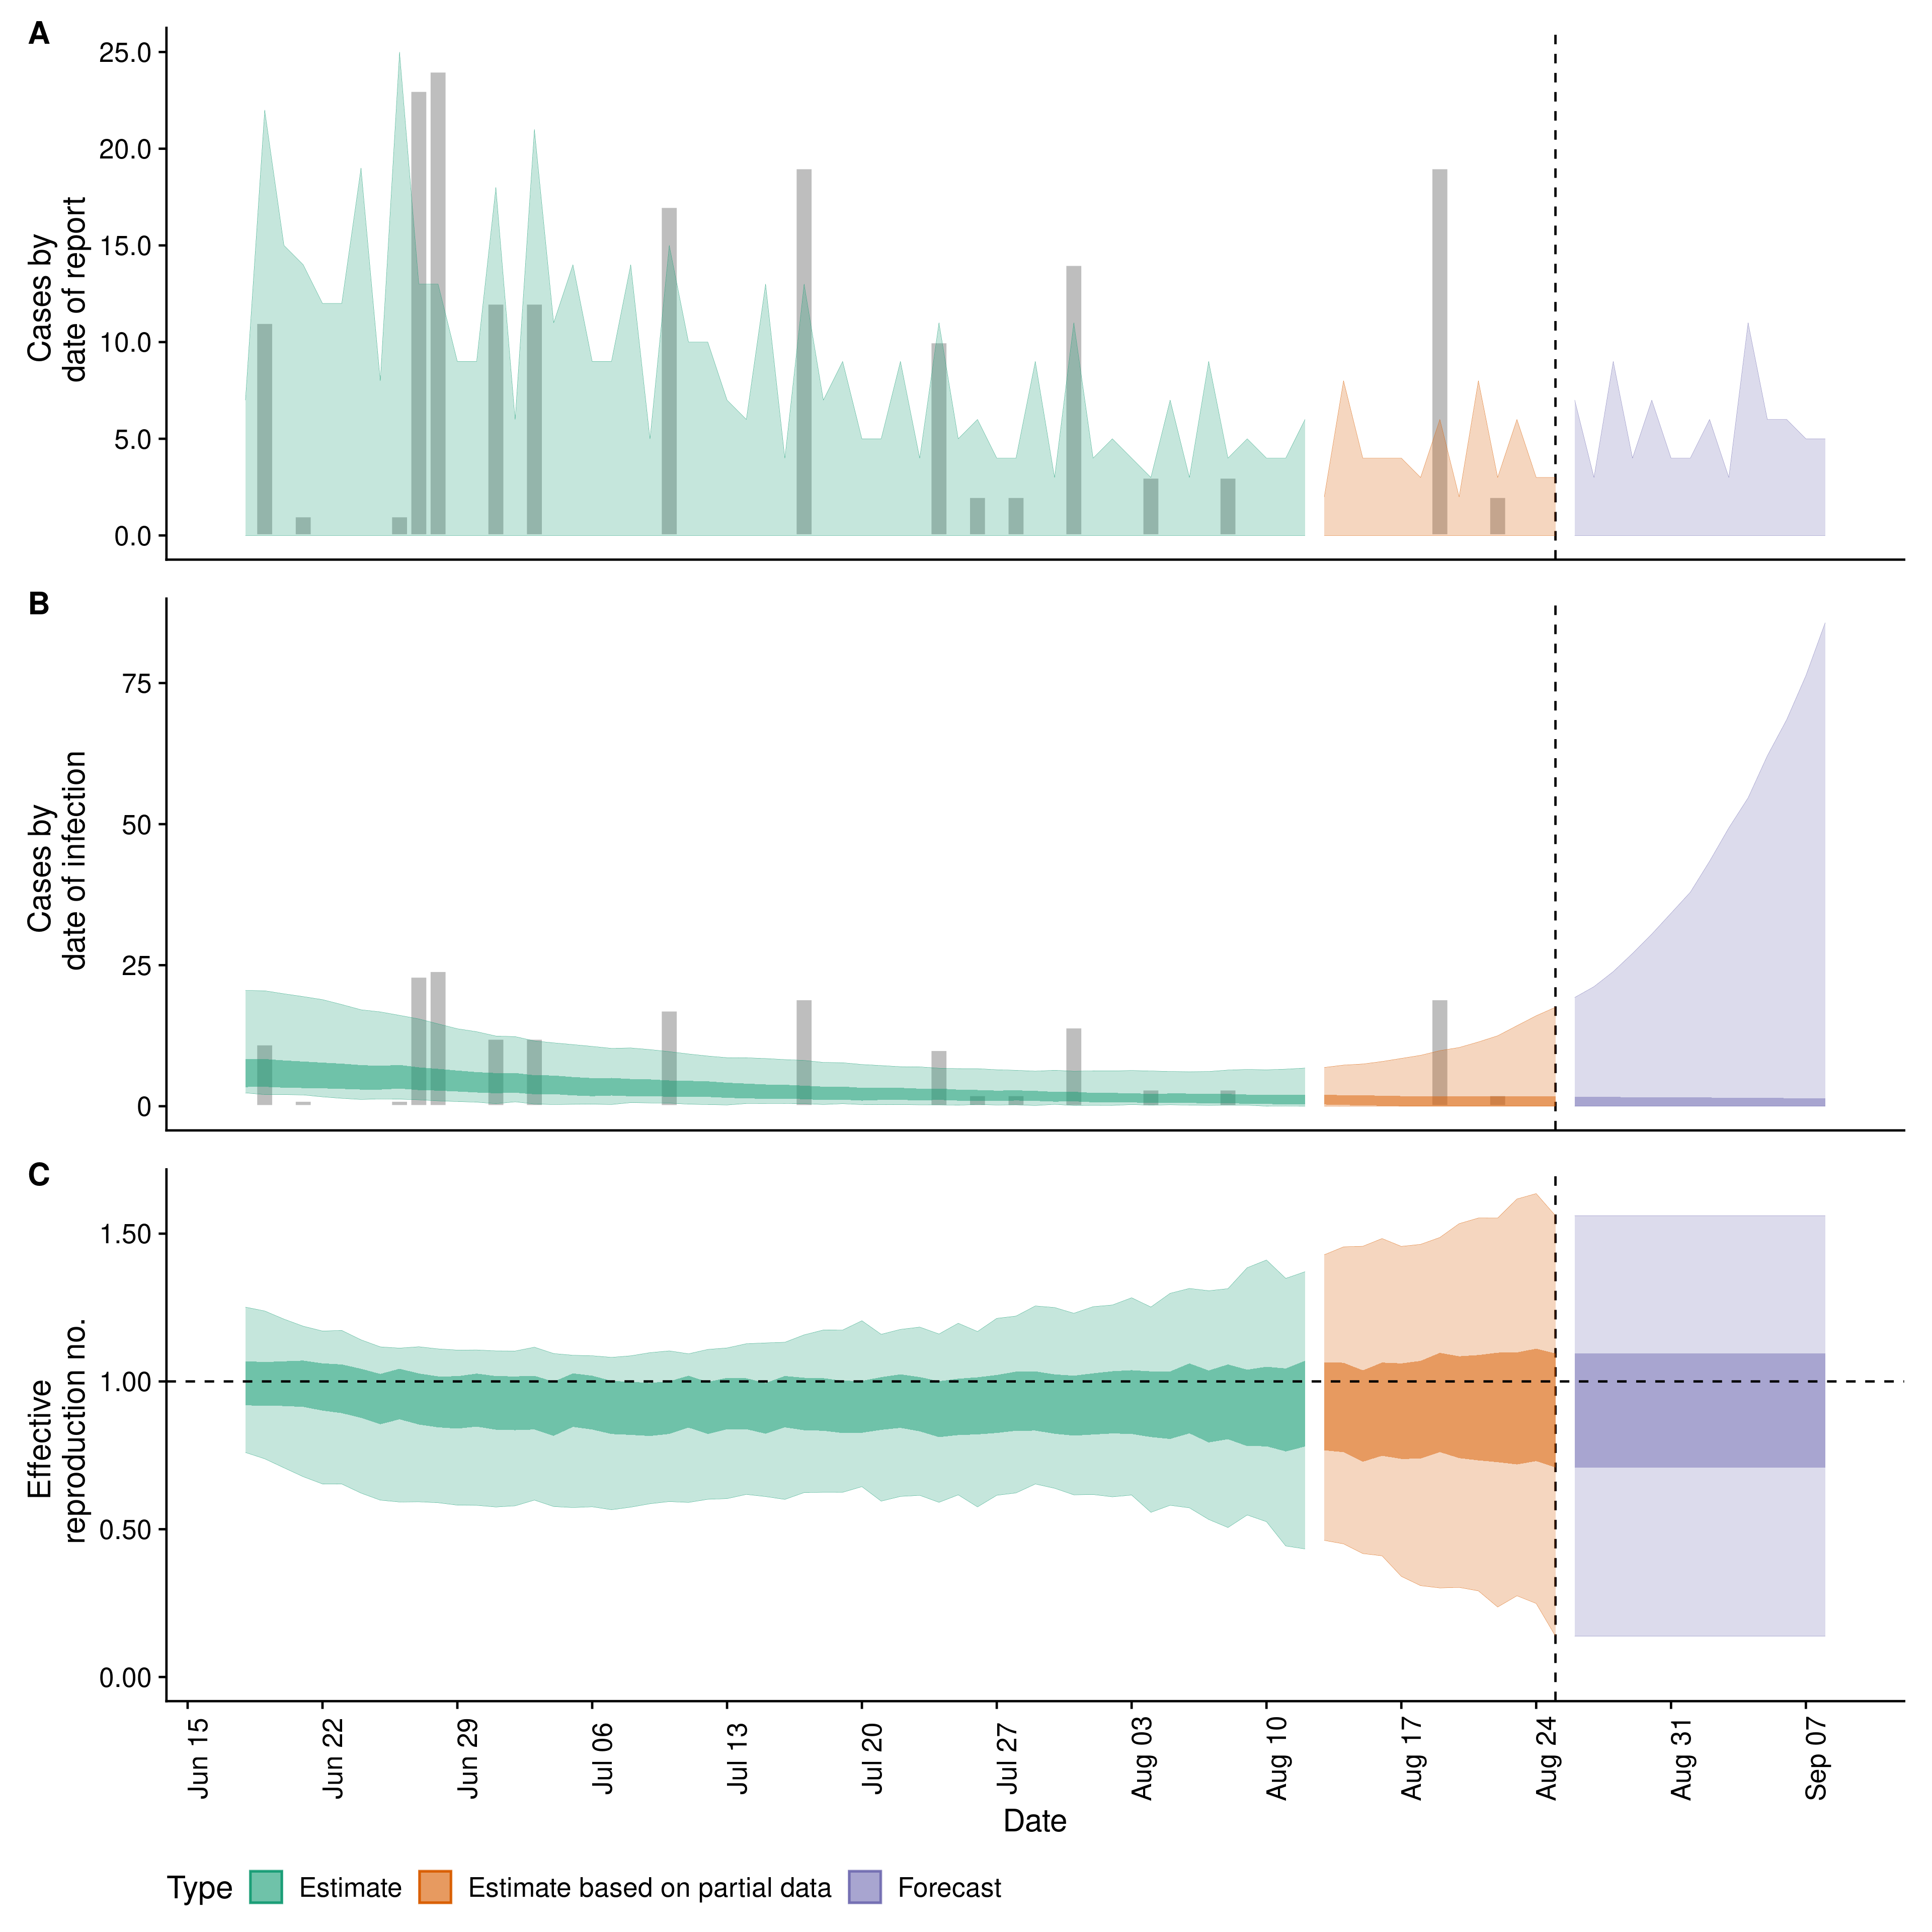 A
Cases by
date of report
25.0
20.0
15.0
10.0
5.0
0.0
B
Cases by
date of infection
75
50
25
0
C
Effective
reproduction no.
1.50
1.00
0.50
0.00
Jun 15
Jun 22
Jun 29
Jul 06
Jul 13
Jul 20
Jul 27
Aug 03
Aug 10
Aug 17
Aug 24
Aug 31
Sep 07
Date
Type Estimate Estimate based on partial data Forecast